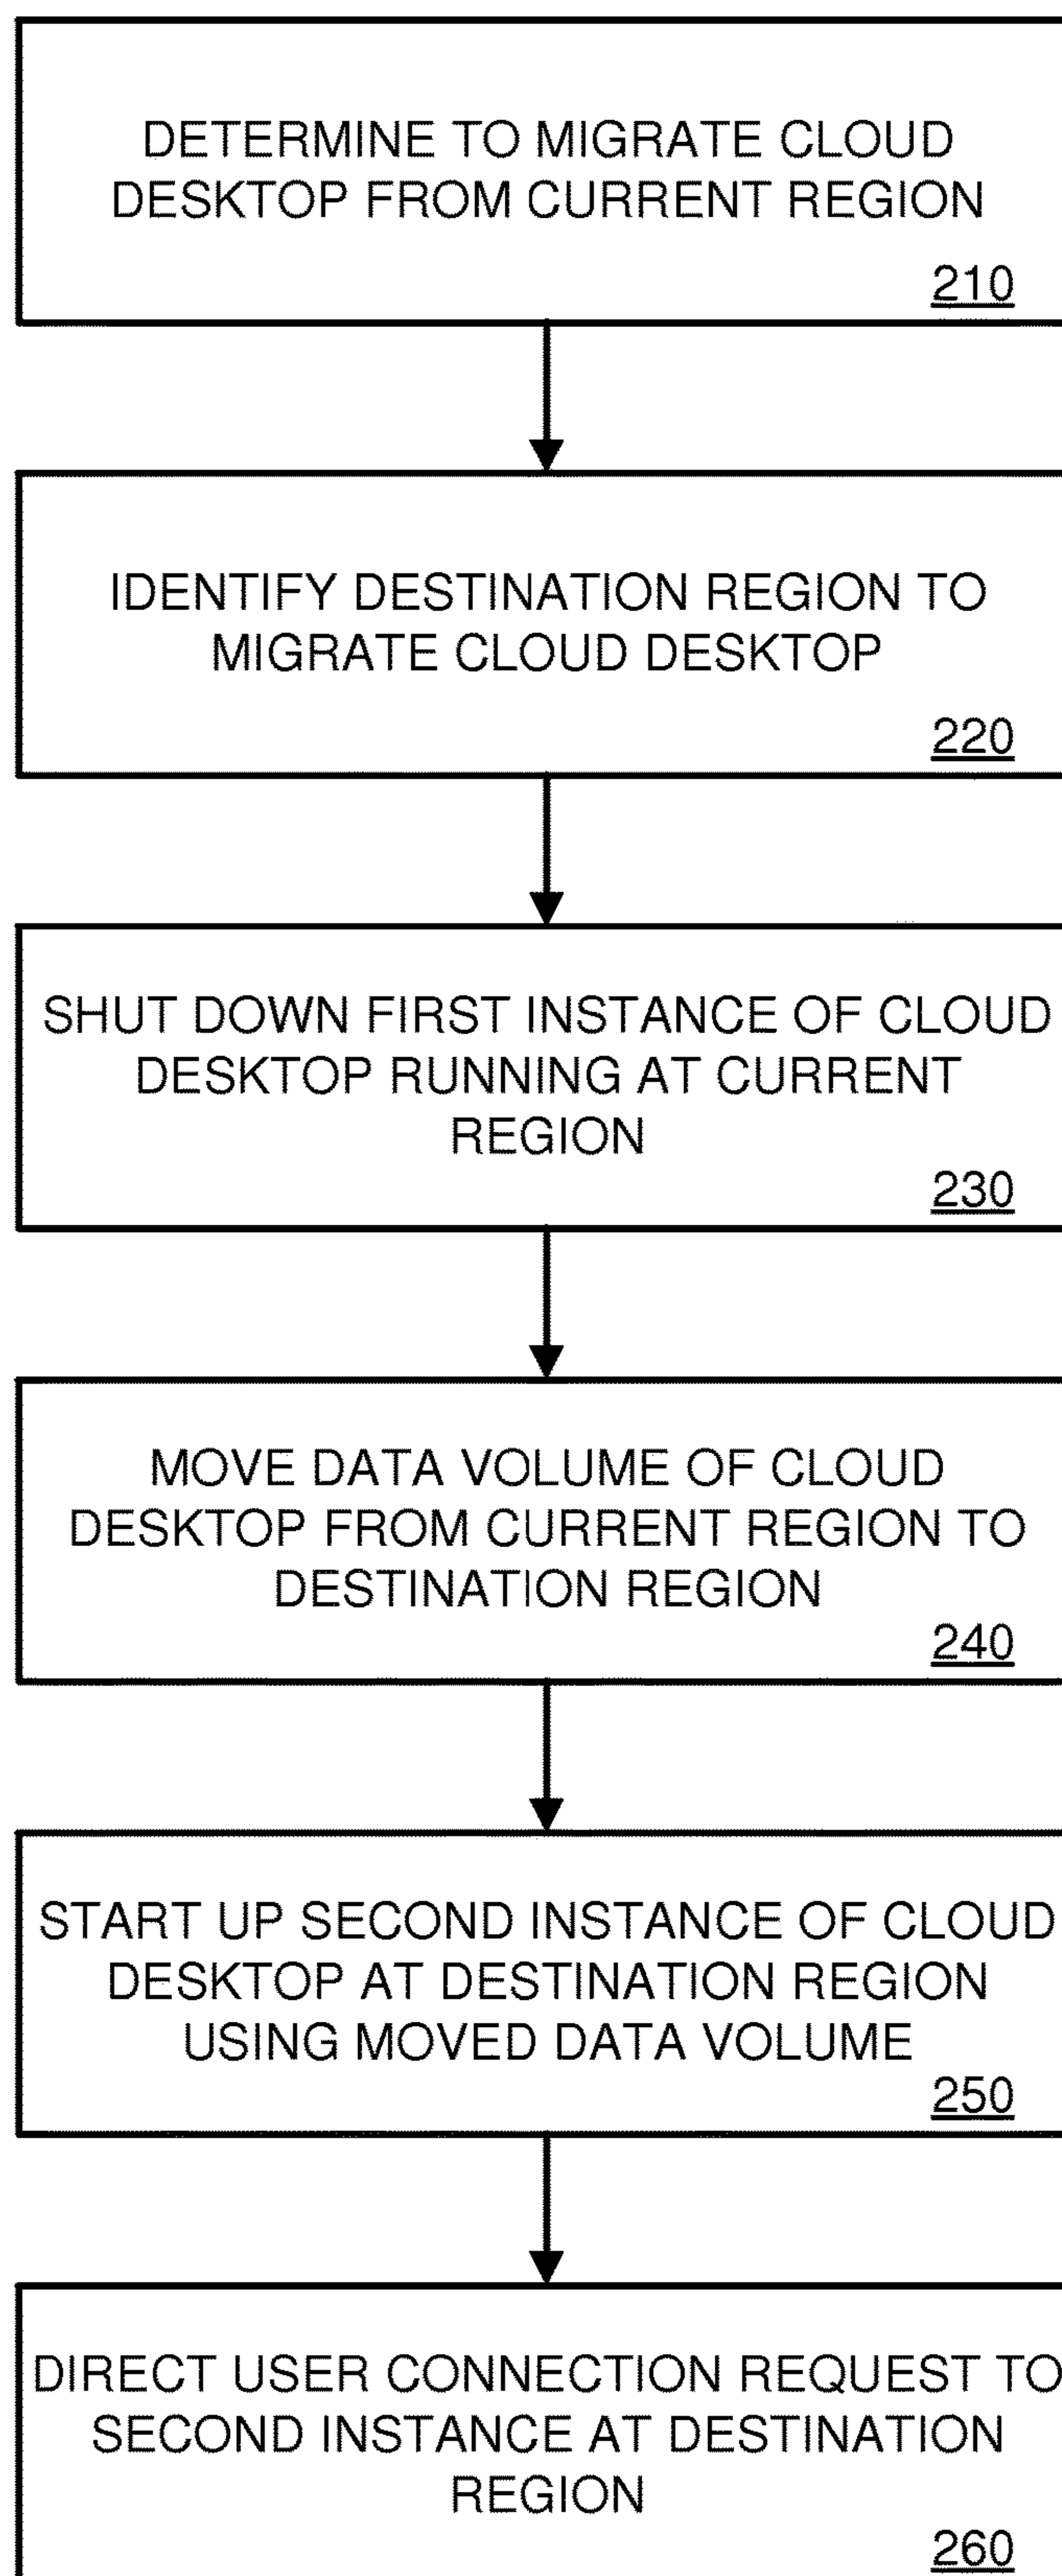 DETERMINE TO MIGRATE CLOUD
DESKTOP FROM CURRENT REGION
210
IDENTIFY DESTINATION REGION TO
MIGRATE CLOUD DESKTOP
220
SHUT DOWN FIRST INSTANCE OF CLOUD
DESKTOP RUNNING AT CURRENT
REGION
230
MOVE DATA VOLUME OF CLOUD
DESKTOP FROM CURRENT REGION TO
DESTINATION REGION
240
START UP SECOND INSTANCE OF CLOUD
DESKTOP AT DESTINATION REGION
USING MOVED DATA VOLUME
250
DIRECT USER CONNECTION REQUEST TO
SECOND INSTANCE AT DESTINATION
REGION
260